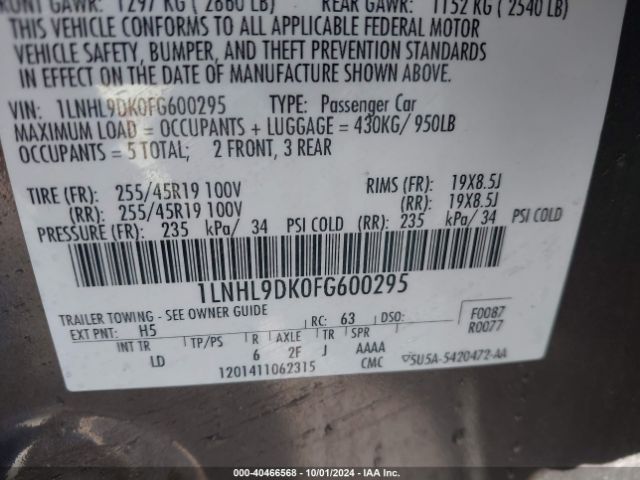 FRONT GAWR: 1297 KG ( 2860 LB) REAR GAWR: 1152 KG ( 2540 LB)
THIS VEHICLE CONFORMS TO ALL APPLICABLE FEDERAL MOTOR
VEHICLE SAFETY, BUMPER, AND THEFT PREVENTION STANDARDS
IN EFFECT ON THE DATE OF MANUFACTURE SHOWN ABOVE.
VIN: 1LNHL9DK0FG600295 TYPE: Passenger Car
MAXIMUM LOAD = OCCUPANTS + LUGGAGE = 430KG/ 950LB
OCCUPANTS = 5 TOTAL; 2 FRONT, 3 REAR
TIRE (FR): 255/45R19 100V RIMS (FR): 19X8.5J
(RR): 255/45R19 100V (RR): 19X8.5J
PRESSURE (FR): 235 kPa/ 34 PSI COLD (RR): 235 kPa/ 34 PSI COLD
1LNHL9DK0FG600295
TRAILER TOWING - SEE OWNER GUIDE
EXT PNT: H5 RC: 63 DSO: F0087
R0077
INT TR TP/PS R AXLE TR SPR
LD 6 2F J AAAA
1201411062315 CMC 5U5A-5420472-AA
000-40466568 - 10/01/2024 - IAA Inc.